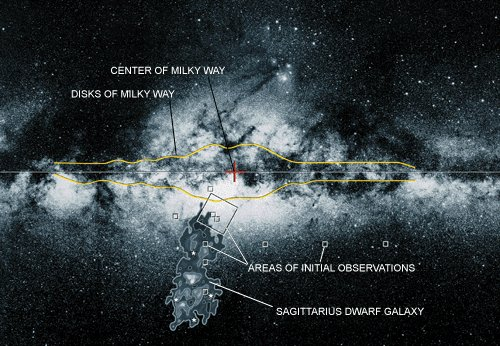 CENTER OF MILKY WAY
DISKS OF MILKY WAY
AREAS OF INITIAL OBSERVATIONS
SAGITTARIUS DWARF GALAXY